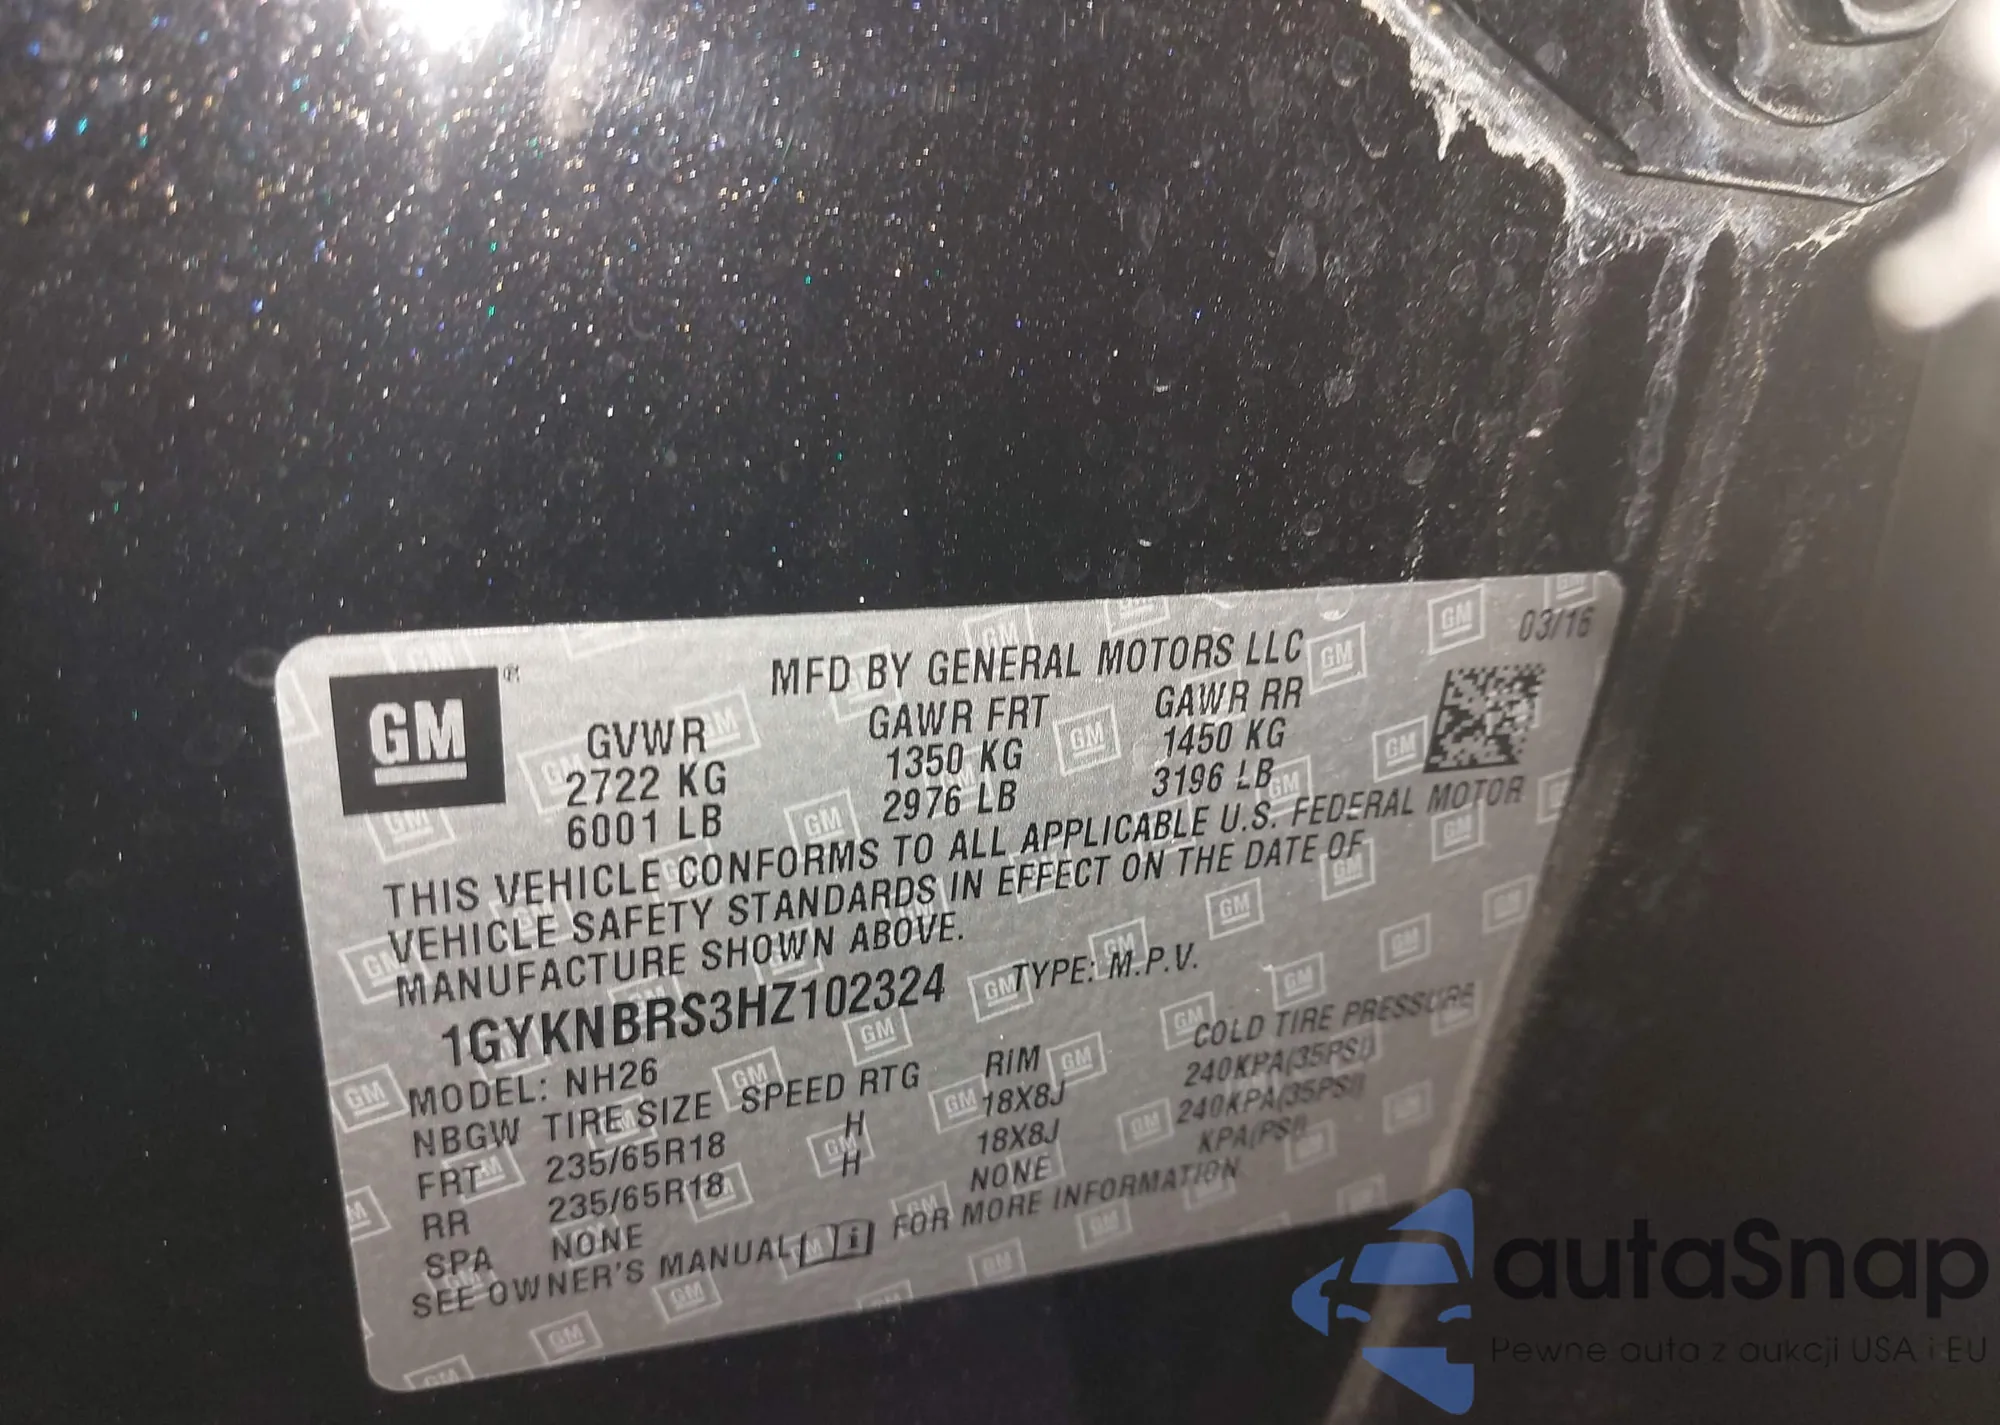 03/16
MFD BY GENERAL MOTORS LLC
GM
GVWR GAWR FRT GAWR RR
2722 KG 1350 KG 1450 KG
6001 LB 2976 LB 3196 LB
THIS VEHICLE CONFORMS TO ALL APPLICABLE U.S. FEDERAL MOTOR
VEHICLE SAFETY STANDARDS IN EFFECT ON THE DATE OF
MANUFACTURE SHOWN ABOVE.
1GYKNBRS3HZ102324 TYPE: M.P.V.
MODEL: NH26
NBGW TIRE SIZE SPEED RTG RIM COLD TIRE PRESSURE
FRT 235/65R18 H 18X8J 240KPA(35PSI)
RR 235/65R18 H 18X8J 240KPA(35PSI)
SPA NONE NONE KPA(PSI)
SEE OWNER'S MANUAL i FOR MORE INFORMATION
autaSnap
Pewne auta z aukcji USA i EU